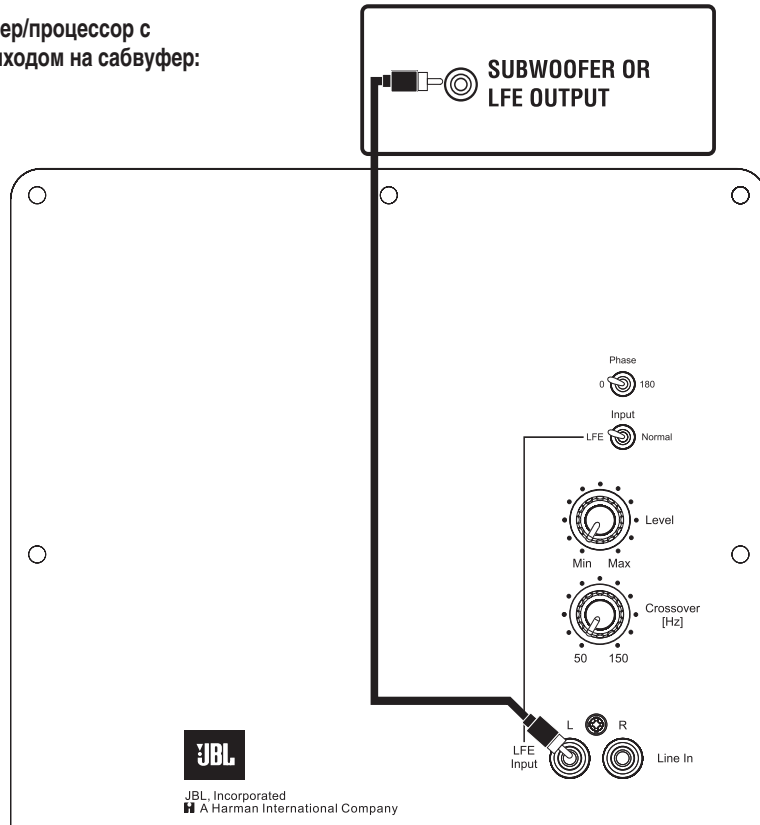 ер/процессор с
ыходом на сабвуфер:
SUBWOOFER OR
LFE OUTPUT
Phase
0 180
Input
LFE Normal
Level
Min Max
Crossover
[Hz]
50 150
L R
LFE
Input
Line In
JBL
JBL, Incorporated
A Harman International Company